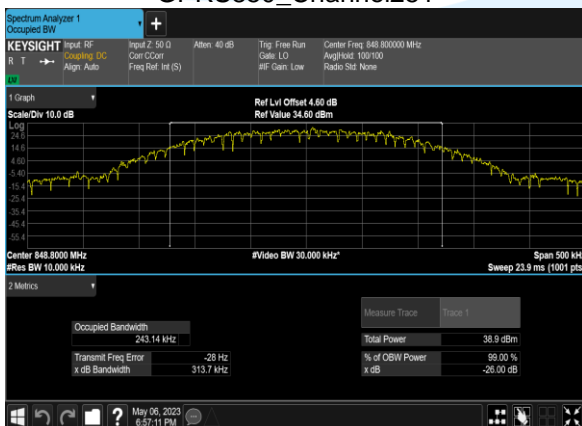 Spectrum Analyzer 1
Occupied BW
+
KEYSIGHT
R T
Input: RF
Coupling: DC
Align: Auto
Input Z: 50 Ω
Corr CCorr
Freq Ref: Int (S)
Atten: 40 dB
Trig: Free Run
Gate: LO
#IF Gain: Low
Center Freq: 848.800000 MHz
Avg|Hold: 100/100
Radio Std: None
1 Graph
Scale/Div 10.0 dB
Ref Lvl Offset 4.60 dB
Ref Value 34.60 dBm
Log
24.6
14.6
4.60
-5.40
-15.4
-25.4
-35.4
-45.4
-55.4
Center 848.8000 MHz
#Video BW 30.000 kHz*
Span 500 kH
#Res BW 10.000 kHz
Sweep 23.9 ms (1001 pts
2 Metrics
Measure Trace
Trace 1
Occupied Bandwidth
243.14 kHz
Total Power
38.9 dBm
Transmit Freq Error
-28 Hz
% of OBW Power
99.00 %
x dB Bandwidth
313.7 kHz
x dB
-26.00 dB
?
May 06, 2023
6:57:11 PM